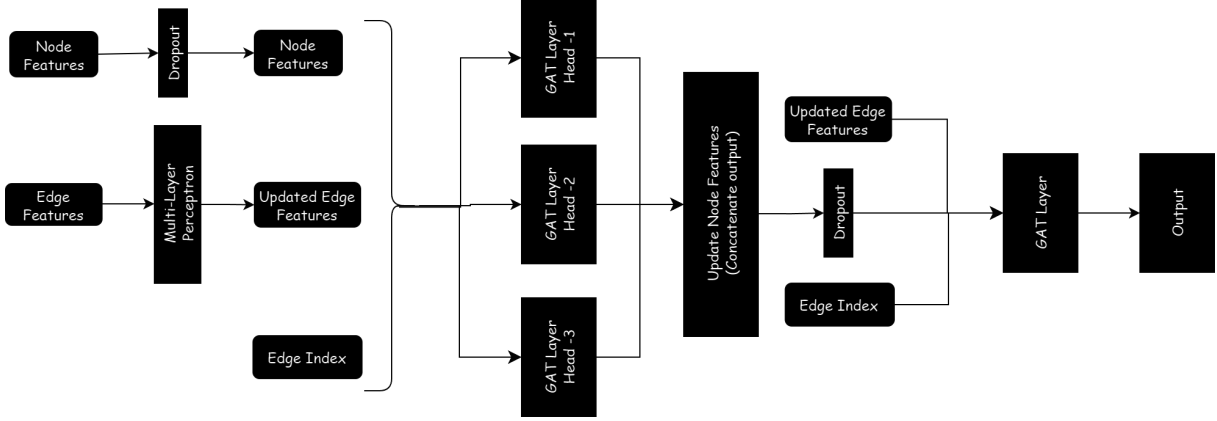 Node
Features
Dropout
Node
Features
Edge
Features
Multi-Layer
Perceptron
Updated Edge
Features
Edge Index
GAT Layer
Head -1
GAT Layer
Head -2
GAT Layer
Head -3
Update Node Features
(Concatenate output)
Updated Edge
Features
Dropout
Edge Index
GAT Layer
Output